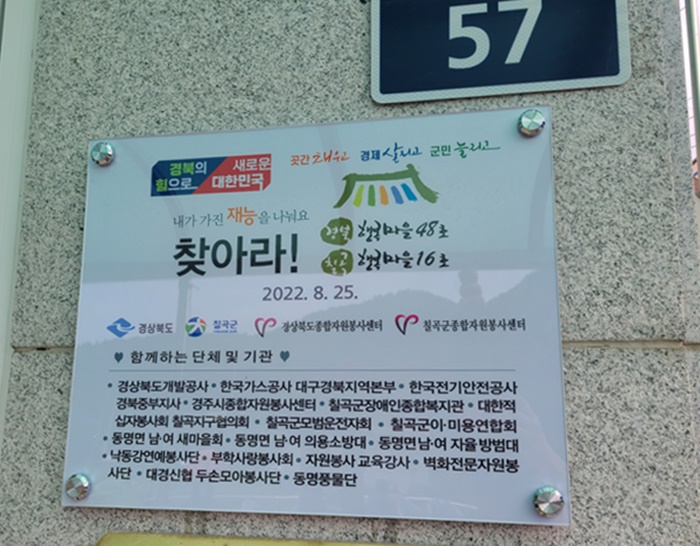 57
경북의 힘으로 새로운 대한민국
곳간 채우고 경제 살리고 군민 늘리고
내가 가진 재능을 나눠요
찾아라!
경북 행복마을 48호
칠곡 행복마을 16호
2022. 8. 25.
경상북도 칠곡군 경상북도종합자원봉사센터 칠곡군종합자원봉사센터
♥ 함께하는 단체 및 기관 ♥
• 경상북도개발공사 • 한국가스공사 대구경북지역본부 • 한국전기안전공사
경북중부지사 • 경주시종합자원봉사센터 • 칠곡군장애인종합복지관 • 대한적
십자봉사회 칠곡지구협의회 • 칠곡군모범운전자회 • 칠곡군이·미용연합회
• 동명면 남·여 새마을회 • 동명면 남·여 의용소방대 • 동명면 남·여 자율방범대
• 낙동강연예봉사단 • 부학사랑봉사회 • 자원봉사 교육강사 • 벽화전문자원봉
사단 • 대경신협 두손모아봉사단 • 동명풍물단